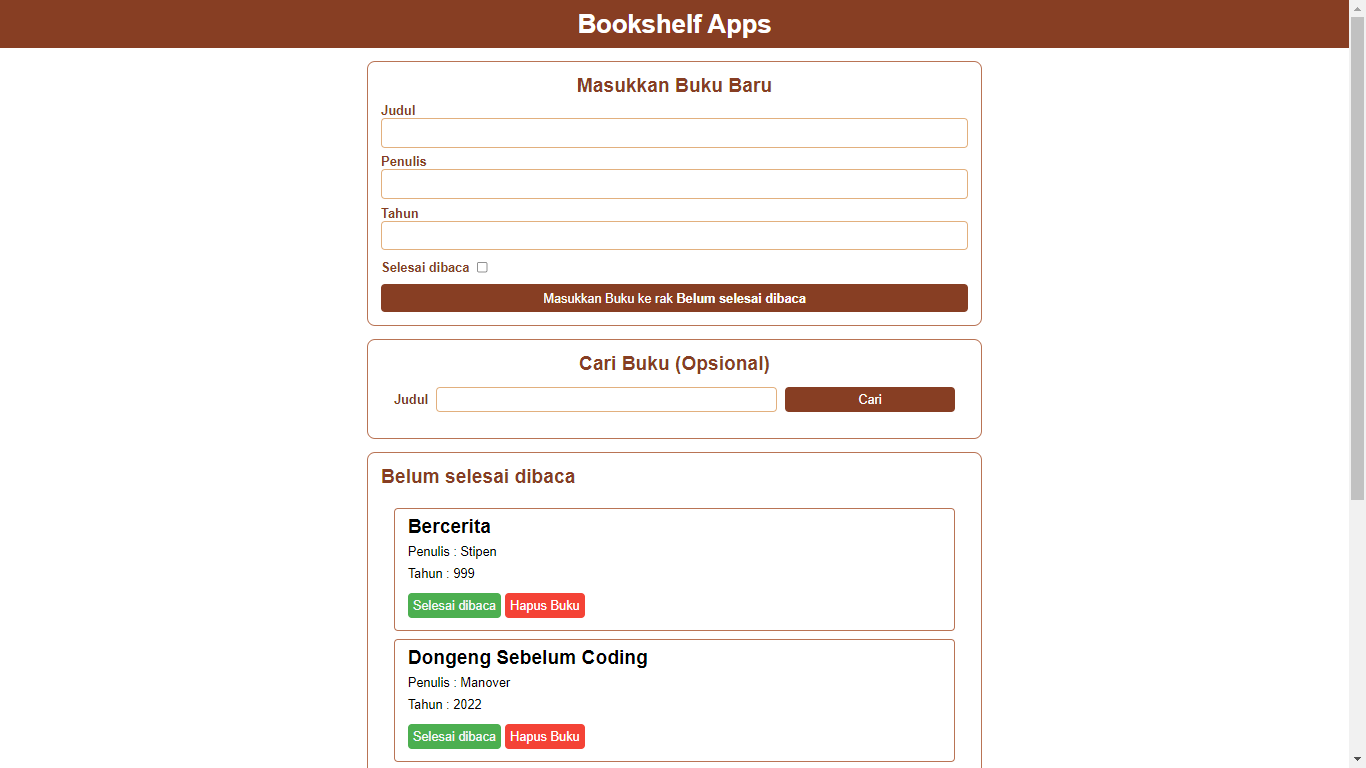 Bookshelf Apps
Masukkan Buku Baru
Judul
Penulis
Tahun
Selesai dibaca
Masukkan Buku ke rak Belum selesai dibaca
Cari Buku (Opsional)
Judul
Cari
Belum selesai dibaca
Bercerita
Penulis : Stipen
Tahun : 999
Selesai dibaca Hapus Buku
Dongeng Sebelum Coding
Penulis : Manover
Tahun : 2022
Selesai dibaca Hapus Buku